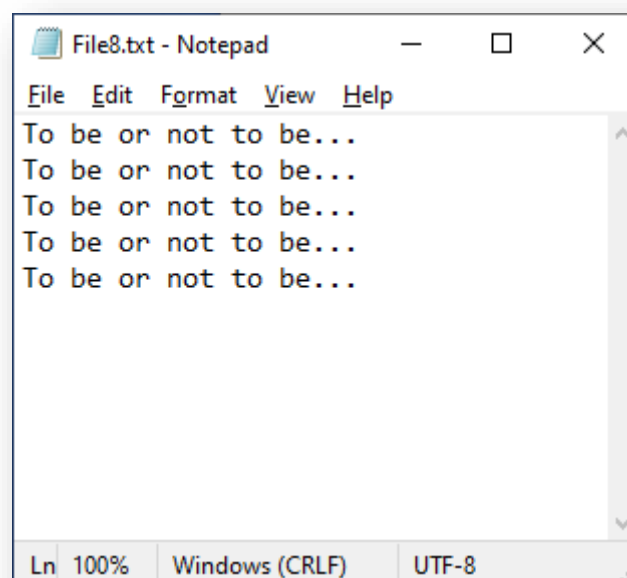 File8.txt - Notepad
File Edit Format View Help
To be or not to be...
To be or not to be...
To be or not to be...
To be or not to be...
To be or not to be...
Ln 100% Windows (CRLF) UTF-8